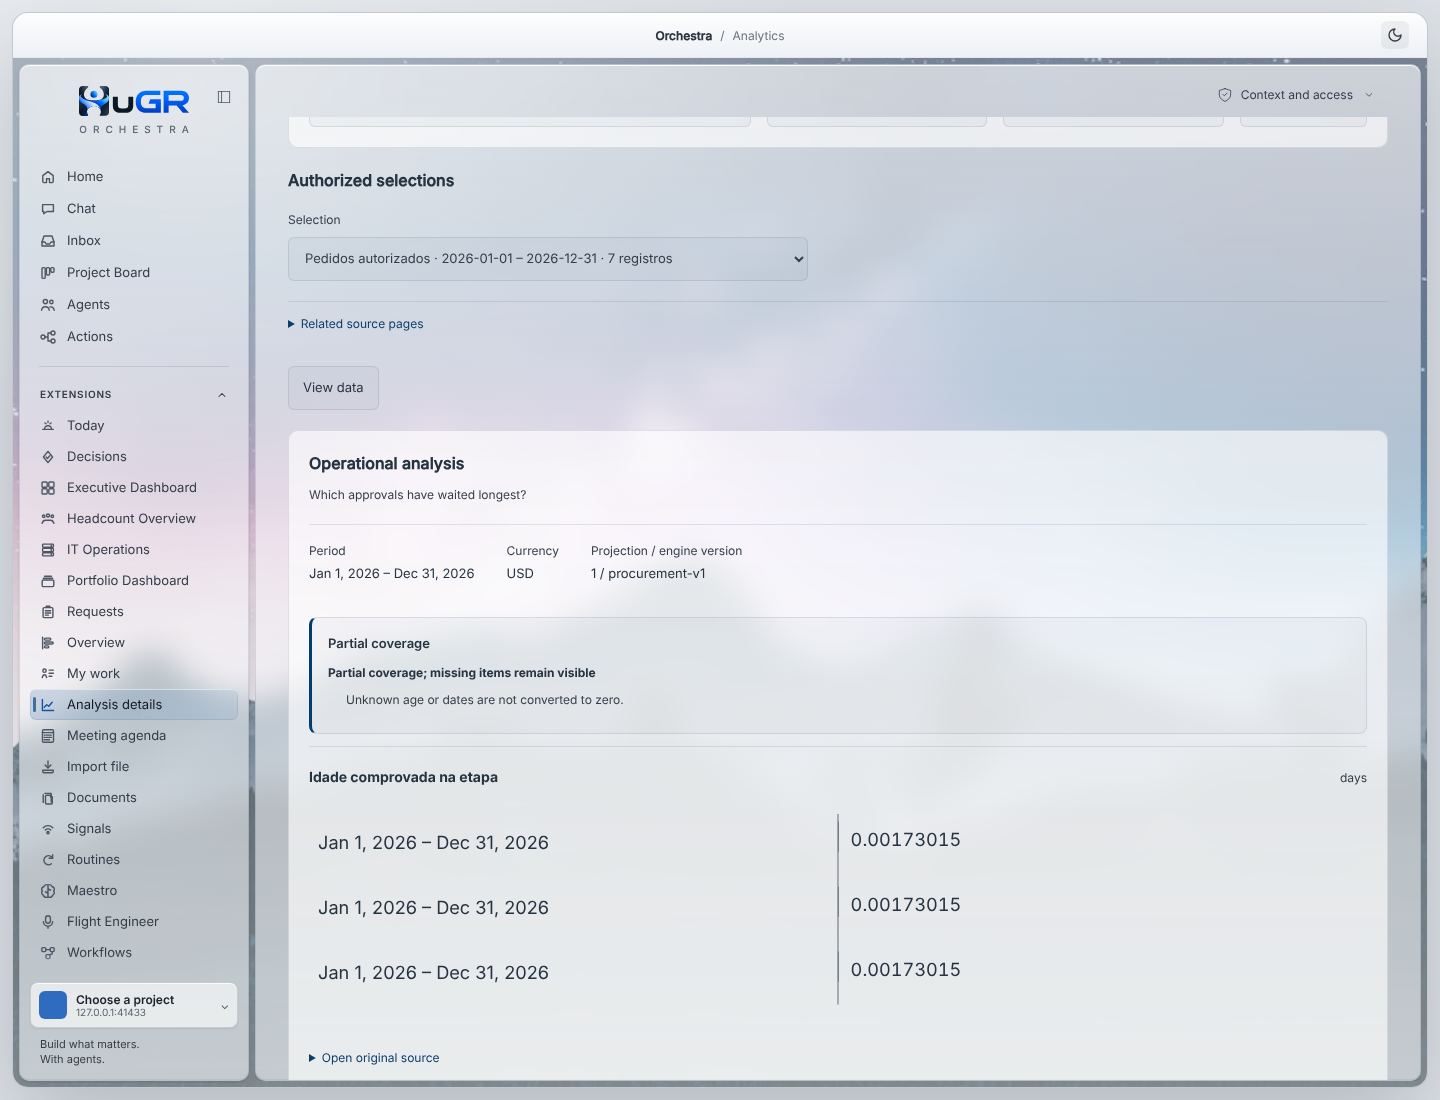 Orchestra / Analytics
HuGR
ORCHESTRA
Context and access
Home
Chat
Inbox
Project Board
Agents
Actions
EXTENSIONS
Today
Decisions
Executive Dashboard
Headcount Overview
IT Operations
Portfolio Dashboard
Requests
Overview
My work
Analysis details
Meeting agenda
Import file
Documents
Signals
Routines
Maestro
Flight Engineer
Workflows
Choose a project
127.0.0.1:41433
Build what matters.
With agents.
Authorized selections
Selection
Pedidos autorizados · 2026-01-01 – 2026-12-31 · 7 registros
Related source pages
View data
Operational analysis
Which approvals have waited longest?
Period Currency Projection / engine version
Jan 1, 2026 – Dec 31, 2026 USD 1 / procurement-v1
Partial coverage
Partial coverage; missing items remain visible
Unknown age or dates are not converted to zero.
Idade comprovada na etapa days
Jan 1, 2026 – Dec 31, 2026 0.00173015
Jan 1, 2026 – Dec 31, 2026 0.00173015
Jan 1, 2026 – Dec 31, 2026 0.00173015
Open original source